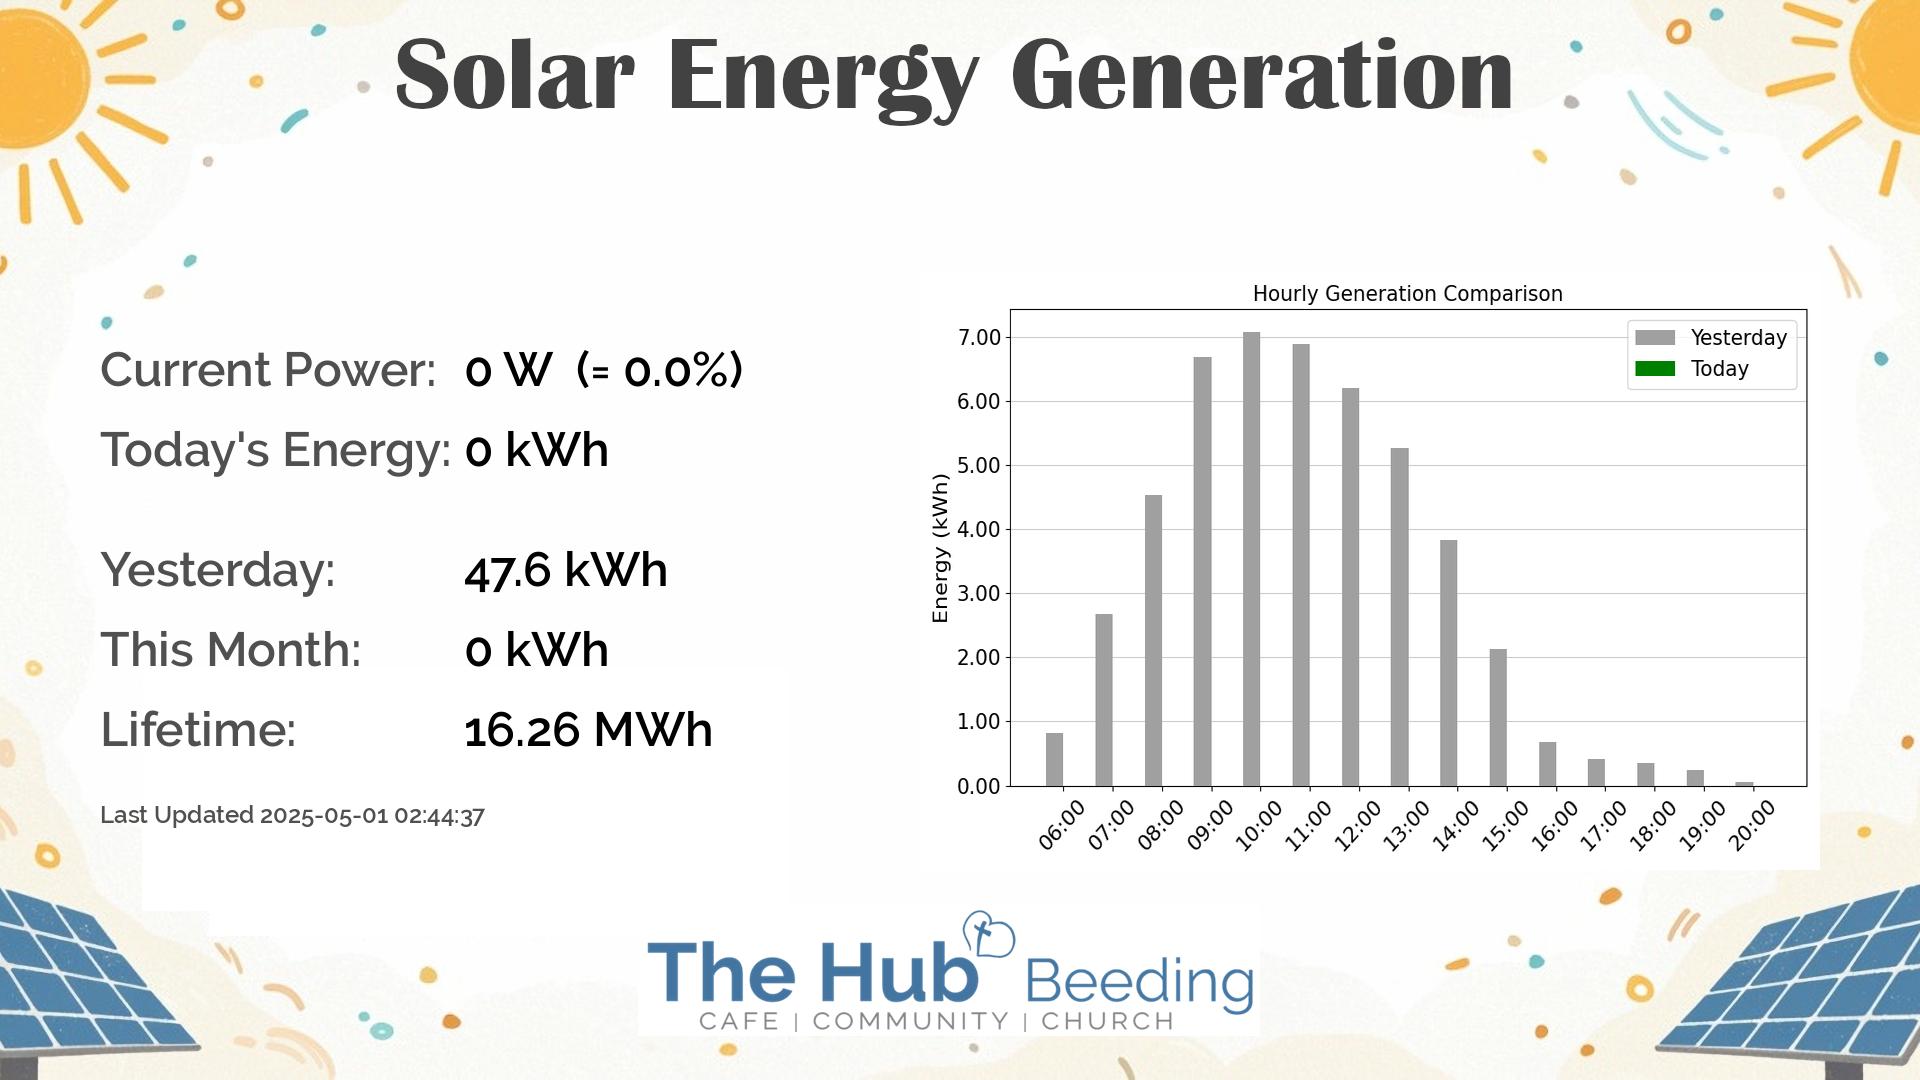 Solar Energy Generation
Current Power: 0 W (= 0.0%)
Today's Energy: 0 kWh
Yesterday: 47.6 kWh
This Month: 0 kWh
Lifetime: 16.26 MWh
Last Updated 2025-05-01 02:44:37
Hourly Generation Comparison
Yesterday
Today
Energy (kWh)
7.00
6.00
5.00
4.00
3.00
2.00
1.00
0.00
06:00 07:00 08:00 09:00 10:00 11:00 12:00 13:00 14:00 15:00 16:00 17:00 18:00 19:00 20:00
The Hub Beeding
CAFE | COMMUNITY | CHURCH